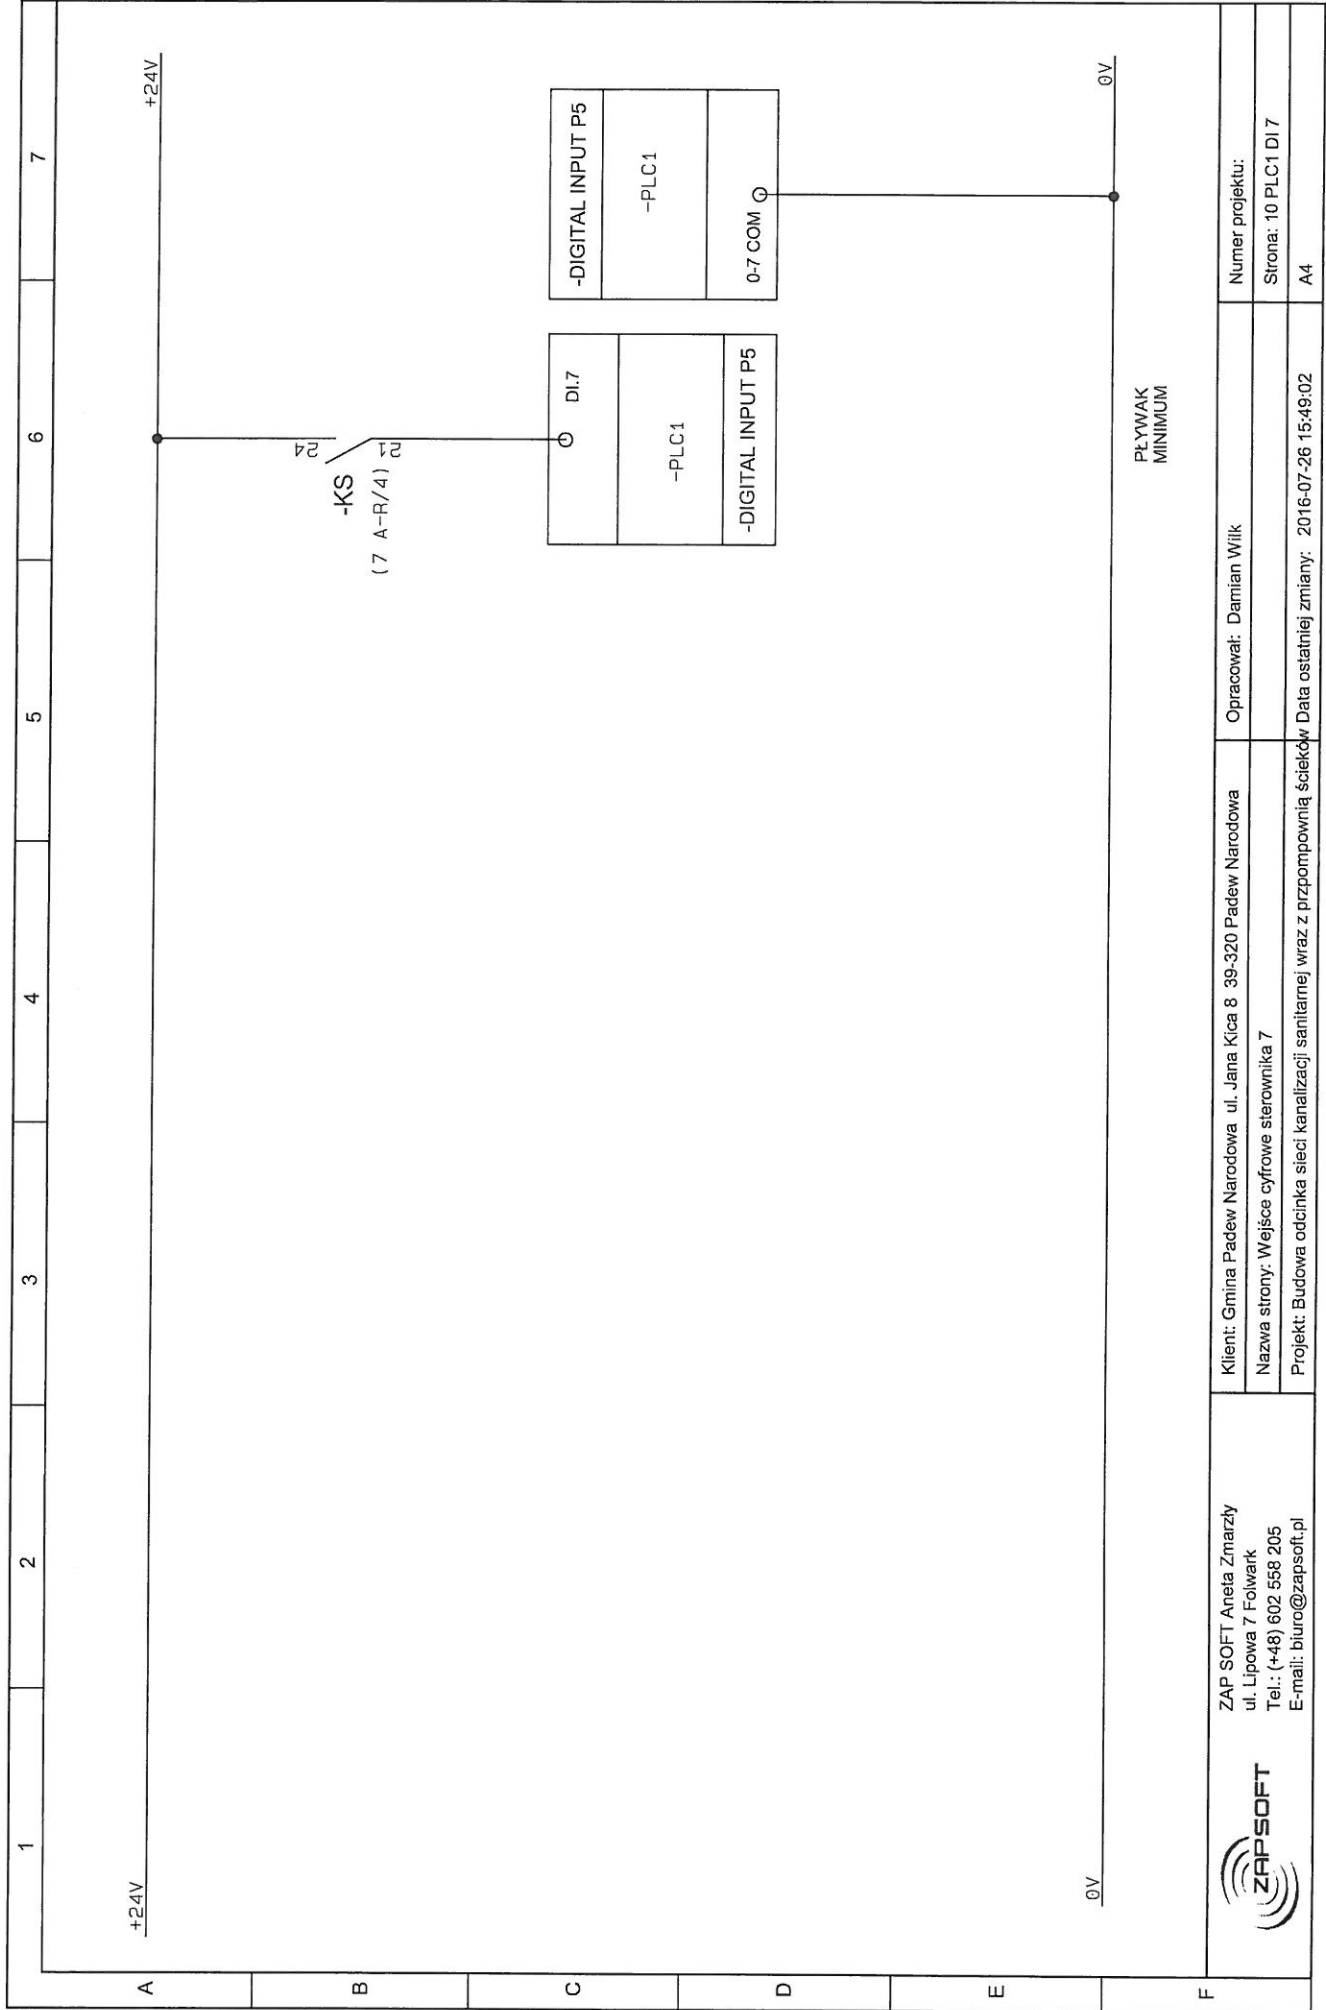 1
2
3
4
5
6
7
A
B
C
D
E
F
+24V
+24V
24
-KS
21
(7 A-R/4)
DI.7
-PLC1
-DIGITAL INPUT P5
-DIGITAL INPUT P5
-PLC1
0-7 COM
0V
0V
PŁYWAK
MINIMUM
ZAPSOFT
ZAP SOFT Aneta Zmarzły
ul. Lipowa 7 Folwark
Tel.: (+48) 602 558 205
E-mail: biuro@zapsoft.pl
Klient: Gmina Padew Narodowa ul. Jana Kica 8 39-320 Padew Narodowa
Opracował: Damian Wilk
Numer projektu:
Nazwa strony: Wejśce cyfrowe sterownika 7
Strona: 10 PLC1 DI 7
Projekt: Budowa odcinka sieci kanalizacji sanitarnej wraz z przpompownią ścieków Data ostatniej zmiany: 2016-07-26 15:49:02
A4